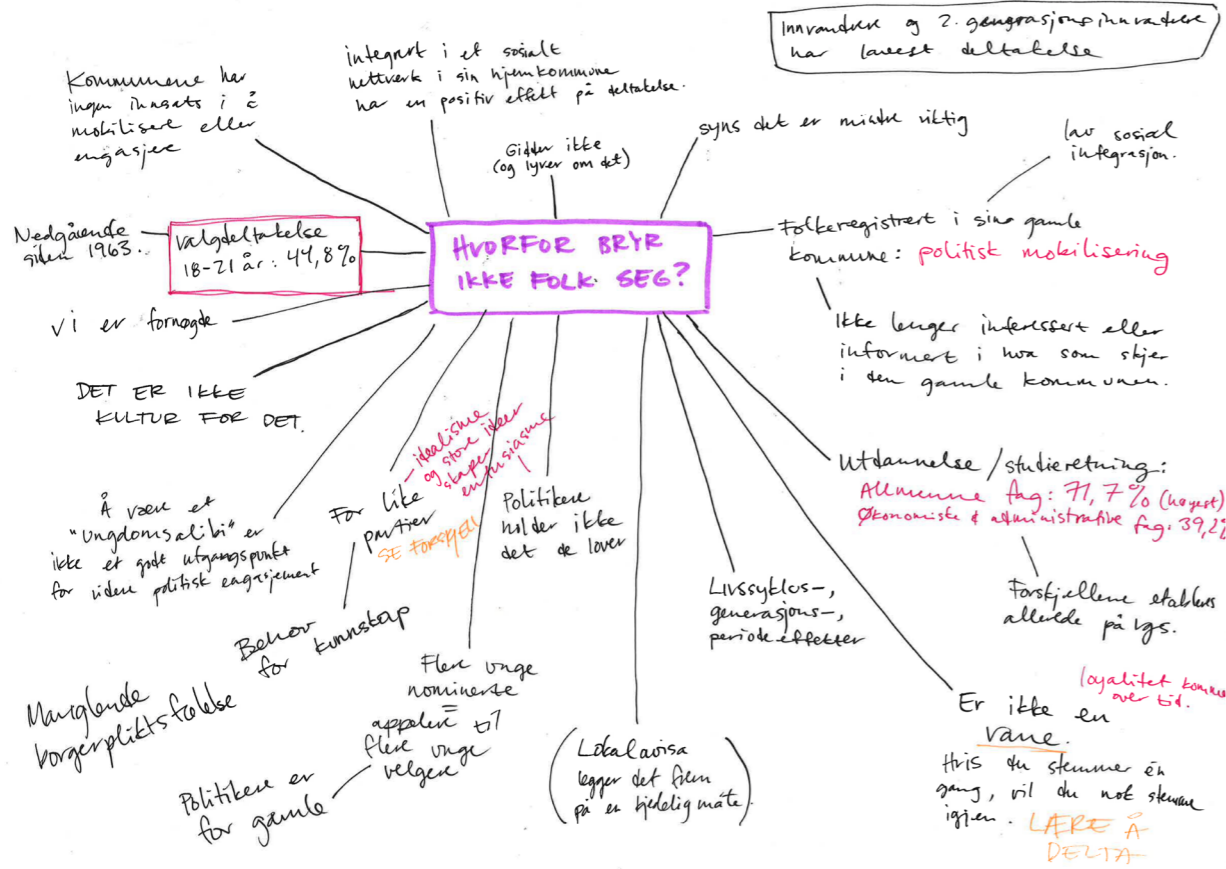 Innvandrere og 2. generasjons innvandrere
har lavest deltakelse
Kommunene har
ingen innsats i å
mobilisere eller
engasjere
integrert i et sosialt
nettverk i sin hjemkommune
har en positiv effekt på deltakelse.
Gidder ikke
(og lyver om det)
syns det er mindre viktig
lav sosial
integrasjon.
Nedgående
siden 1963.
Valgdeltakelse
18-21 år: 44,8%
HVORFOR BRYR
IKKE FOLK SEG?
Folkeregistrert i sin gamle
kommune: politisk mobilisering
Ikke lenger interessert eller
informert i hva som skjer
i den gamle kommunen.
Vi er fornøgde
DET ER IKKE
KULTUR FOR DET.
Å være et
"Ungdomsalibi" er
ikke et godt utgangspunkt
for videre politisk engasjement
For like
partier
SE FORSKJELL
- idealisme
og store ideer
skaper
entusiasme
Politikere
holder ikke
det de lover
Utdannelse/studieretning:
Allmenne fag: 71,7% (høyest)
Økonomiske & administrative fag: 39,2%
Forskjellene etableres
allerede på vgs.
Livssyklus-,
generasjons-,
periodeeffekter
Behov
for kunnskap
Manglende
borgerpliktsfølelse
Flere unge
nominerte
=
appellere til
flere unge
velgere
Politikere er
for gamle
(Lokalavisa
legger det frem
på en kjedelig måte).
Er ikke en
vane.
lojalitet kommer
over tid.
Hvis du stemmer én
gang, vil du nok stemme
igjen.
LÆRE Å
DELTA